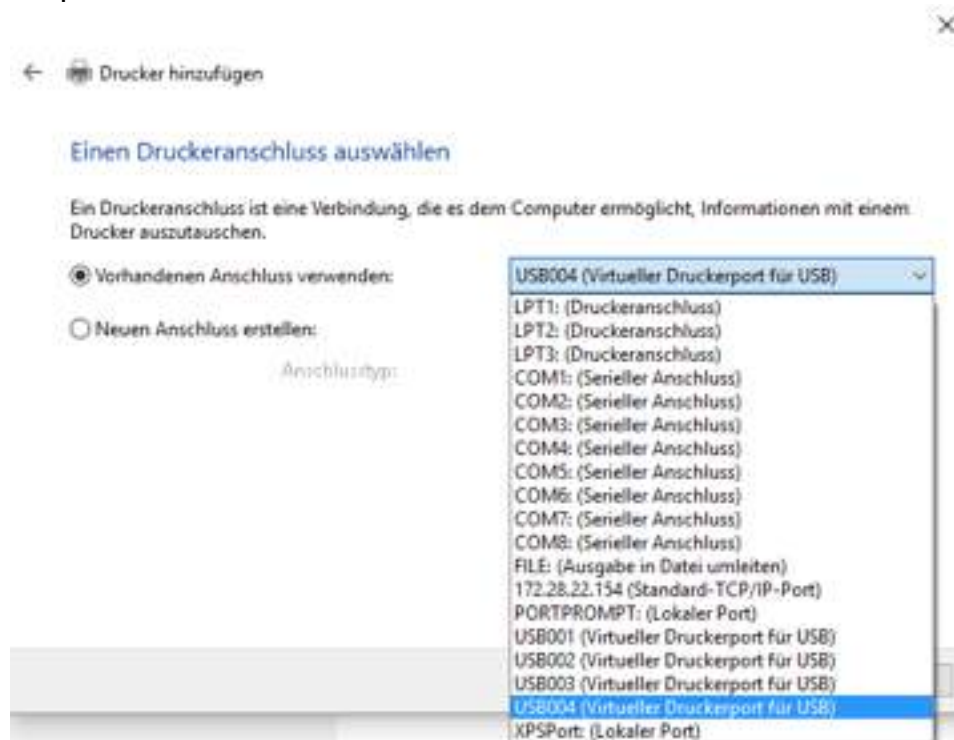 Drucker hinzufügen
Einen Druckeranschluss auswählen
Ein Druckeranschluss ist eine Verbindung, die es dem Computer ermöglicht, Informationen mit einem
Drucker auszutauschen.
Vorhandenen Anschluss verwenden:
USB004 (Virtueller Druckerport für USB)
Neuen Anschluss erstellen:
Anschlusstyp:
LPT1: (Druckeranschluss)
LPT2: (Druckeranschluss)
LPT3: (Druckeranschluss)
COM1: (Serieller Anschluss)
COM2: (Serieller Anschluss)
COM3: (Serieller Anschluss)
COM4: (Serieller Anschluss)
COM5: (Serieller Anschluss)
COM6: (Serieller Anschluss)
COM7: (Serieller Anschluss)
COM8: (Serieller Anschluss)
FILE: (Ausgabe in Datei umleiten)
172.28.22.154 (Standard-TCP/IP-Port)
PORTPROMPT: (Lokaler Port)
USB001 (Virtueller Druckerport für USB)
USB002 (Virtueller Druckerport für USB)
USB003 (Virtueller Druckerport für USB)
USB004 (Virtueller Druckerport für USB)
XPSPort: (Lokaler Port)